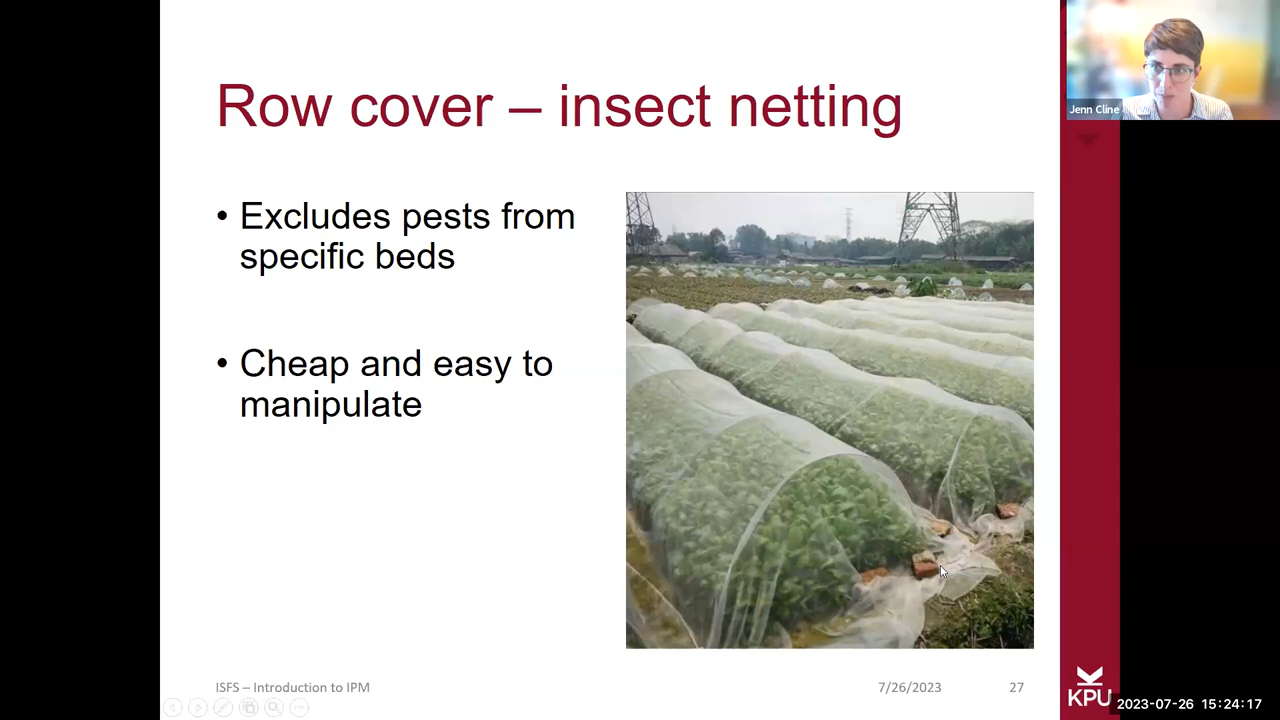 Row cover – insect netting
• Excludes pests from
specific beds
• Cheap and easy to
manipulate
Jenn Cline
ISFS – Introduction to IPM
7/26/2023
27
KPU
2023-07-26 15:24:17